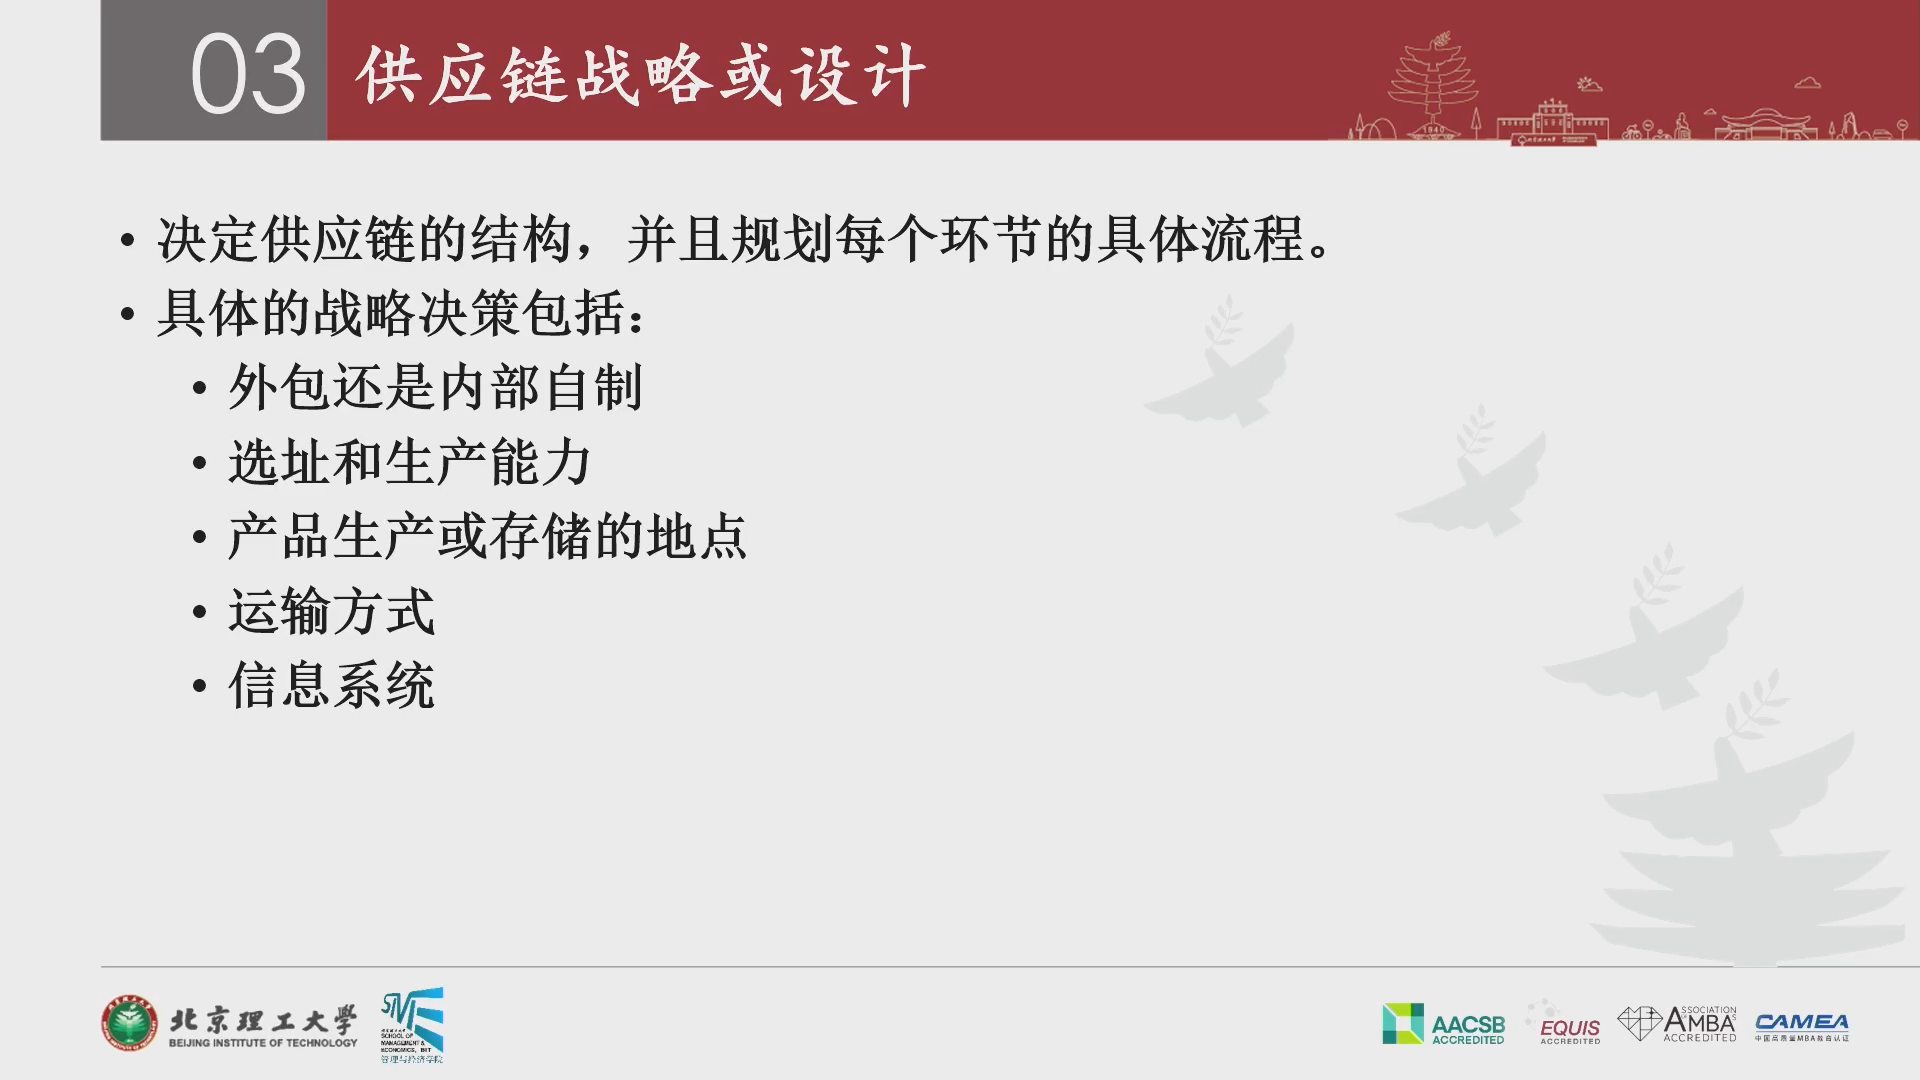 03 供应链战略或设计
1940
• 决定供应链的结构，并且规划每个环节的具体流程。
• 具体的战略决策包括：
• 外包还是内部自制
• 选址和生产能力
• 产品生产或存储的地点
• 运输方式
• 信息系统
北京理工大学
BEIJING INSTITUTE OF TECHNOLOGY
SCHOOL OF
MANAGEMENT &
ECONOMICS, BIT
管理与经济学院
AACSB
ACCREDITED
EQUIS
ACCREDITED
ASSOCIATION
AMBA
ACCREDITED
CAMEA
中国高质量MBA教育认证